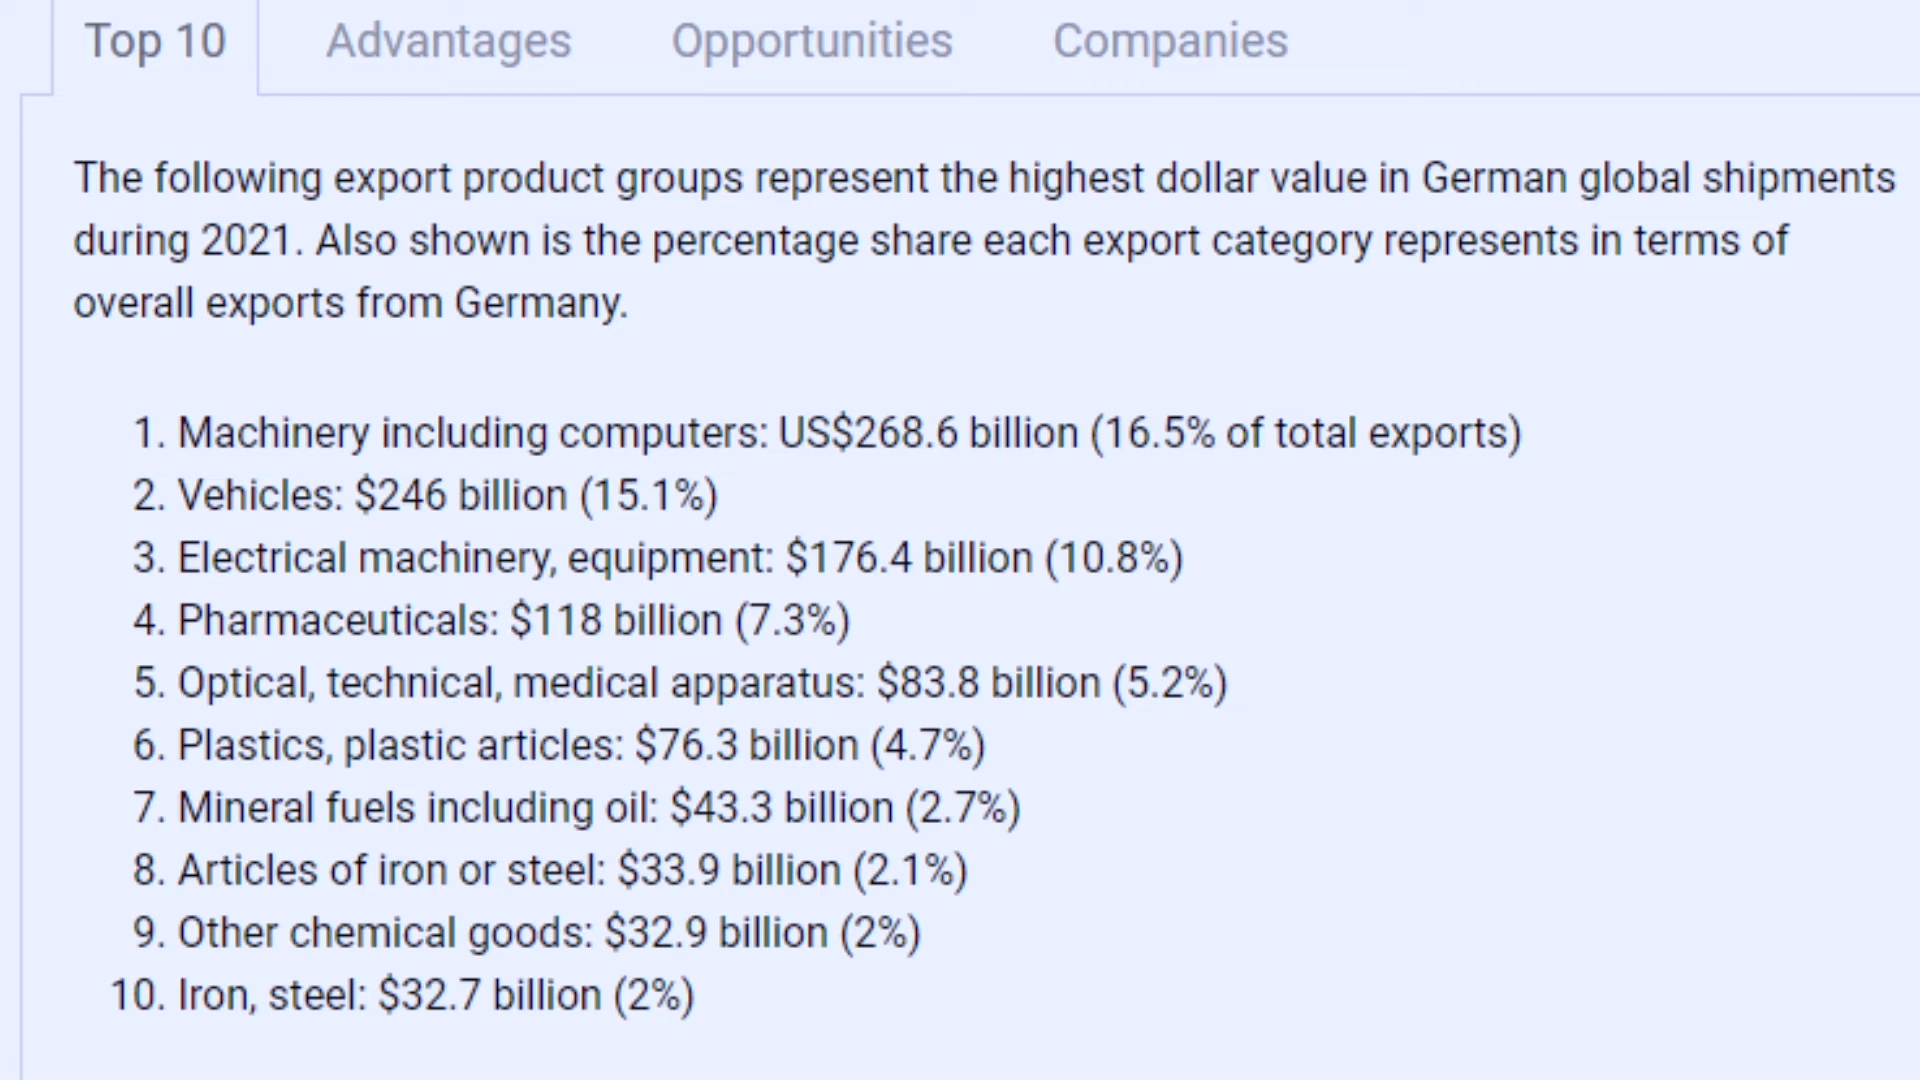 Top 10
Advantages
Opportunities
Companies
The following export product groups represent the highest dollar value in German global shipments
during 2021. Also shown is the percentage share each export category represents in terms of
overall exports from Germany.
1. Machinery including computers: US$268.6 billion (16.5% of total exports)
2. Vehicles: $246 billion (15.1%)
3. Electrical machinery, equipment: $176.4 billion (10.8%)
4. Pharmaceuticals: $118 billion (7.3%)
5. Optical, technical, medical apparatus: $83.8 billion (5.2%)
6. Plastics, plastic articles: $76.3 billion (4.7%)
7. Mineral fuels including oil: $43.3 billion (2.7%)
8. Articles of iron or steel: $33.9 billion (2.1%)
9. Other chemical goods: $32.9 billion (2%)
10. Iron, steel: $32.7 billion (2%)